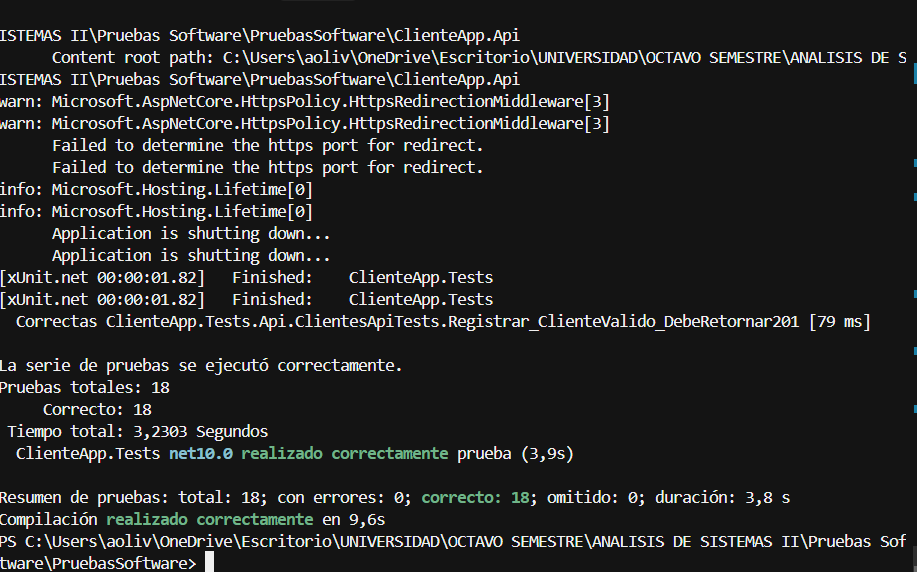 ISTEMAS II\Pruebas Software\PruebasSoftware\ClienteApp.Api
Content root path: C:\Users\aoliv\OneDrive\Escritorio\UNIVERSIDAD\OCTAVO SEMESTRE\ANALISIS DE S
ISTEMAS II\Pruebas Software\PruebasSoftware\ClienteApp.Api
warn: Microsoft.AspNetCore.HttpsPolicy.HttpsRedirectionMiddleware[3]
warn: Microsoft.AspNetCore.HttpsPolicy.HttpsRedirectionMiddleware[3]
Failed to determine the https port for redirect.
Failed to determine the https port for redirect.
info: Microsoft.Hosting.Lifetime[0]
info: Microsoft.Hosting.Lifetime[0]
Application is shutting down...
Application is shutting down...
[xUnit.net 00:00:01.82]   Finished:    ClienteApp.Tests
[xUnit.net 00:00:01.82]   Finished:    ClienteApp.Tests
Correctas ClienteApp.Tests.Api.ClientesApiTests.Registrar_ClienteValido_DebeRetornar201 [79 ms]
La serie de pruebas se ejecutó correctamente.
Pruebas totales: 18
Correcto: 18
Tiempo total: 3,2303 Segundos
ClienteApp.Tests net10.0 realizado correctamente prueba (3,9s)
Resumen de pruebas: total: 18; con errores: 0; correcto: 18; omitido: 0; duración: 3,8 s
Compilación realizado correctamente en 9,6s
PS C:\Users\aoliv\OneDrive\Escritorio\UNIVERSIDAD\OCTAVO SEMESTRE\ANALISIS DE SISTEMAS II\Pruebas Sof
tware\PruebasSoftware>